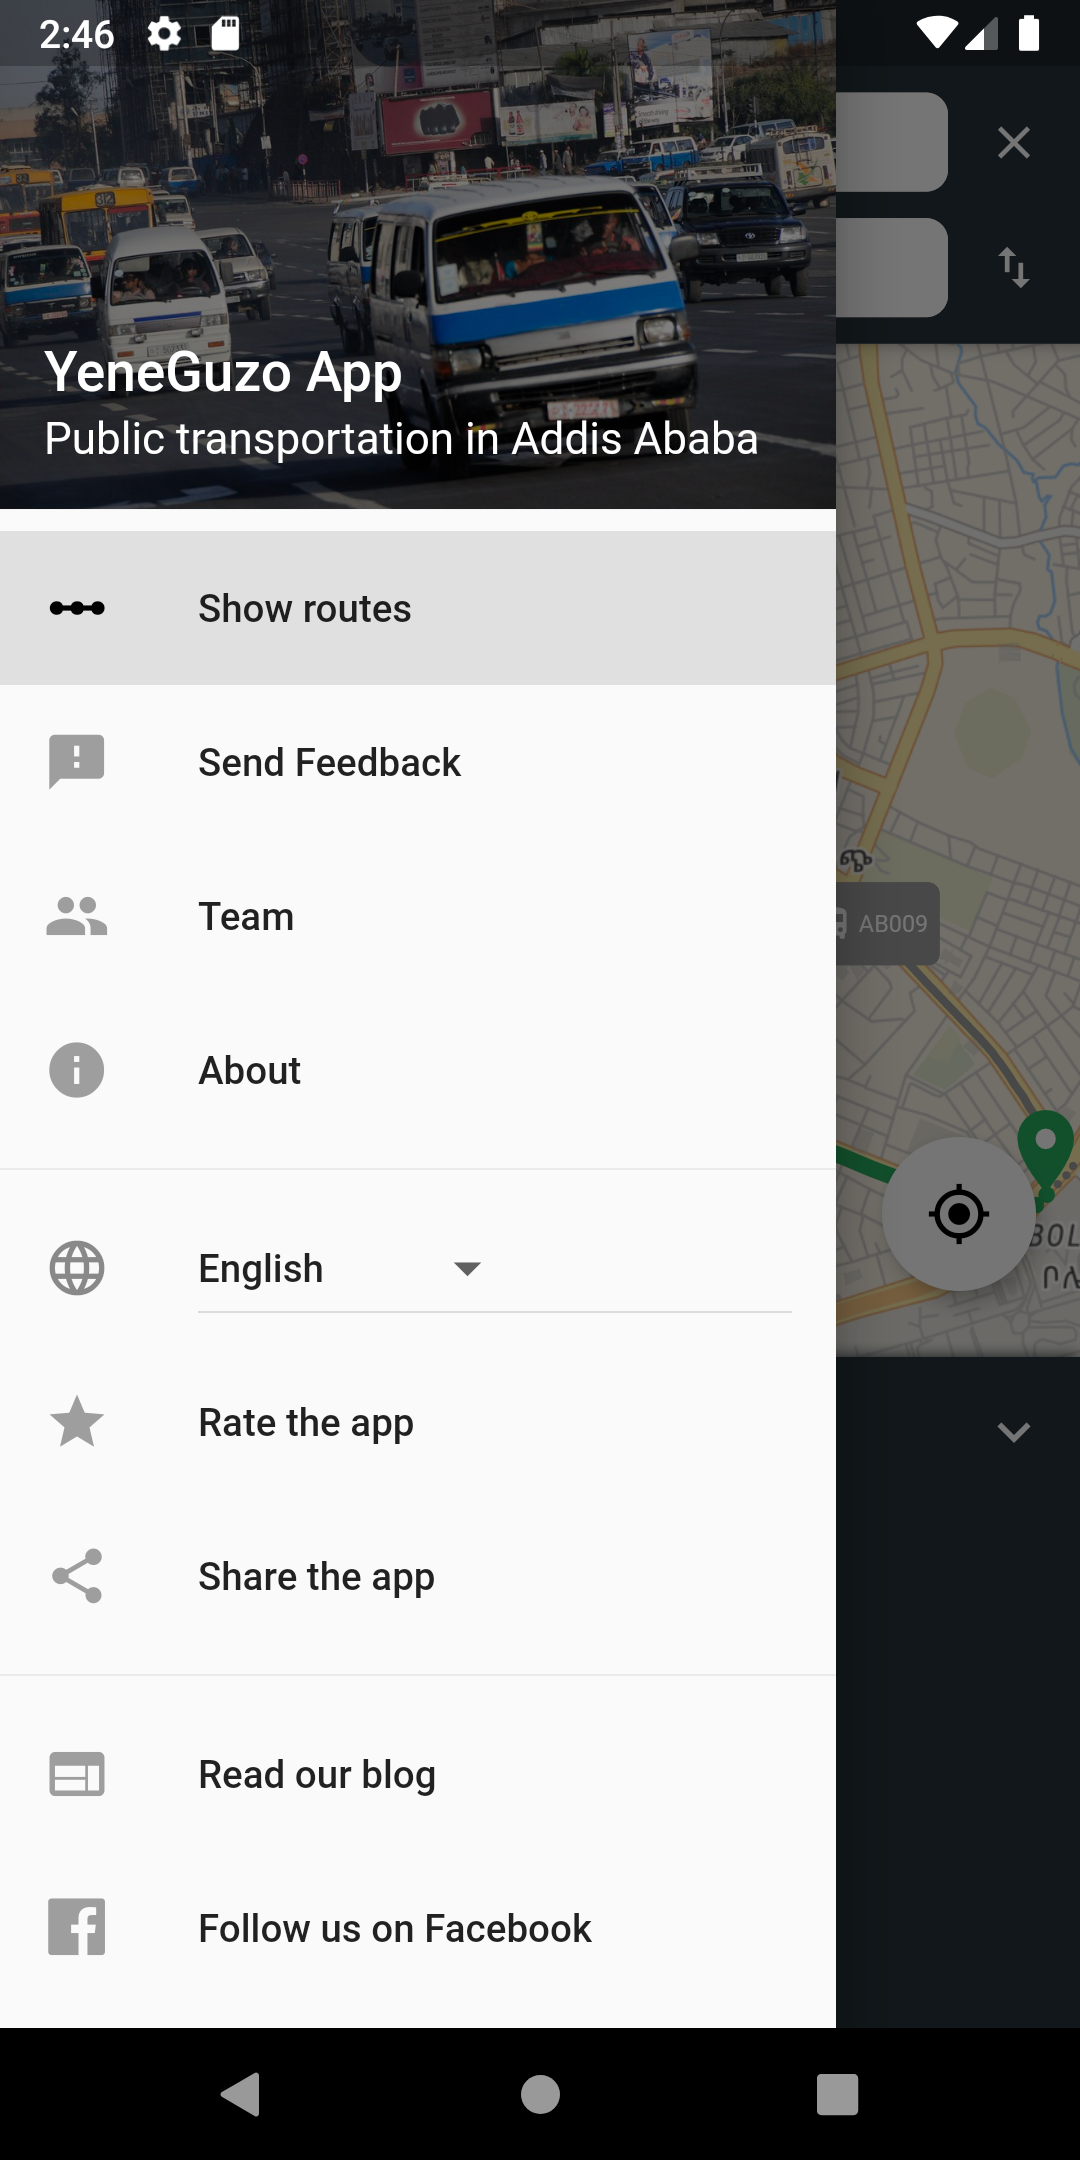 2:46
YeneGuzo App
Public transportation in Addis Ababa
Show routes
Send Feedback
Team
About
English
Rate the app
Share the app
Read our blog
Follow us on Facebook
ጭ
AB009
BOL
ቦሌ